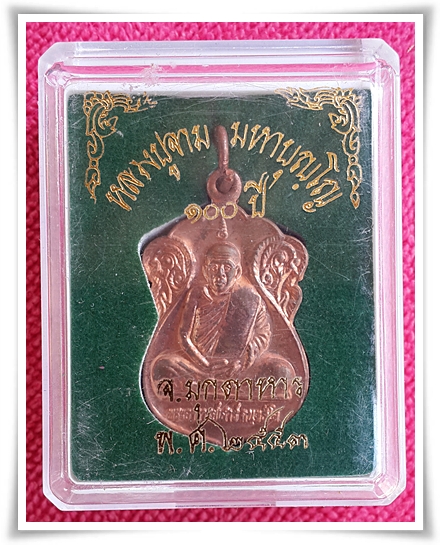 หลวงปู่จาม มหาปุญโญ
๑๐๐ ปี
จ.มุกดาหาร
พ.ศ.๒๕๕๓